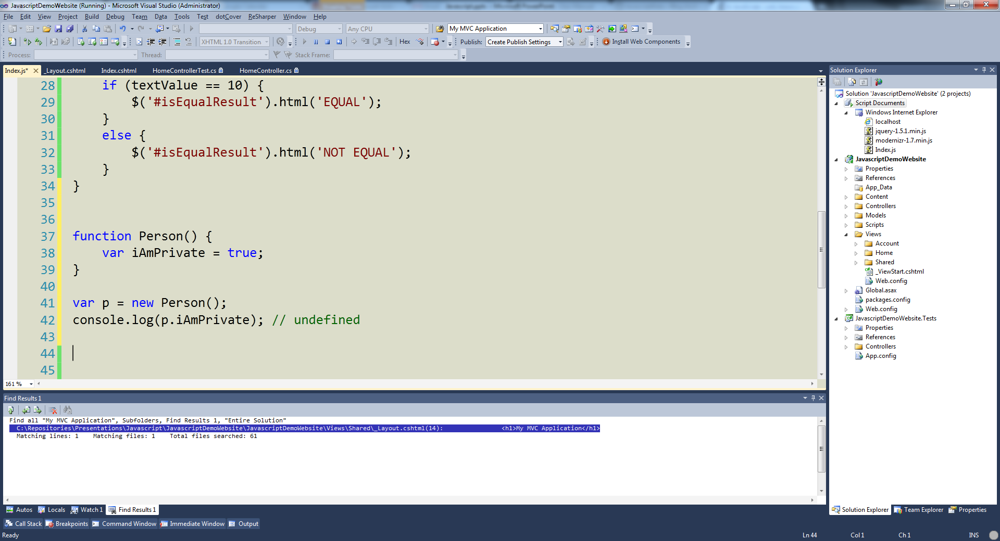 JavascriptDemoWebsite (Running) - Microsoft Visual Studio (Administrator)
File Edit View Project Build Debug Team Data Tools Test dotCover ReSharper Window Help
Debug Any CPU My MVC Application
XHTML 1.0 Transition Hex Publish: Create Publish Settings Install Web Components
Process: Thread: Stack Frame:
Index.js* _Layout.cshtml Index.cshtml HomeControllerTest.cs HomeController.cs
28 if (textValue == 10) {
29 $('#isEqualResult').html('EQUAL');
30 }
31 else {
32 $('#isEqualResult').html('NOT EQUAL');
33 }
34 }
35
36
37 function Person() {
38 var iAmPrivate = true;
39 }
40
41 var p = new Person();
42 console.log(p.iAmPrivate); // undefined
43
44
45
161 %
Find Results 1
Find all "My MVC Application", Subfolders, Find Results 1, "Entire Solution"
C:\Repositories\Presentations\Javascript\JavascriptDemoWebsite\JavascriptDemoWebsite\Views\Shared\_Layout.cshtml(14): <h1>My MVC Application</h1>
Matching lines: 1 Matching files: 1 Total files searched: 61
Autos Locals Watch 1 Find Results 1
Call Stack Breakpoints Command Window Immediate Window Output
Solution Explorer
Solution 'JavascriptDemoWebsite' (2 projects)
Script Documents
Windows Internet Explorer
localhost
jquery-1.5.1.min.js
modernizr-1.7.min.js
Index.js
JavascriptDemoWebsite
Properties
References
App_Data
Content
Controllers
Models
Scripts
Views
Account
Home
Shared
_ViewStart.cshtml
Web.config
Global.asax
packages.config
Web.config
JavascriptDemoWebsite.Tests
Properties
References
Controllers
App.config
Solution Explorer Team Explorer Properties
Ready Ln 44 Col 1 Ch 1 INS